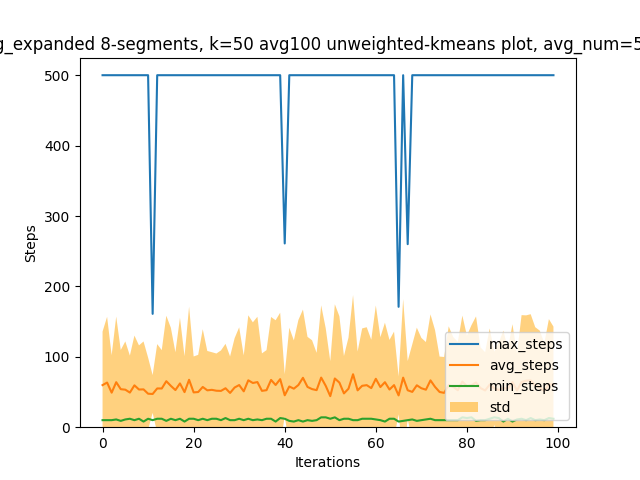 g_expanded 8-segments, k=50 avg100 unweighted-kmeans plot, avg_num=5
500
400
300
200
100
0
Steps
max_steps
avg_steps
min_steps
std
0 20 40 60 80 100
Iterations